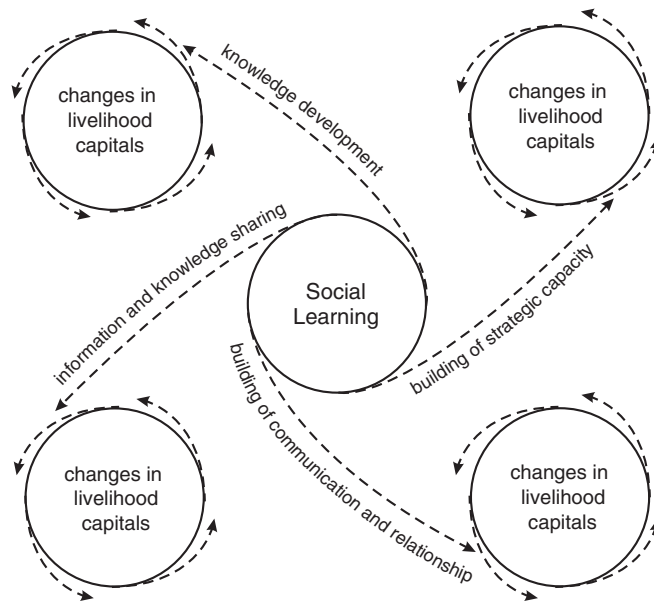 changes in
livelihood
capitals
knowledge development
changes in
livelihood
capitals
information and knowledge sharing
Social
Learning
building of strategic capacity
building of communication and relationship
changes in
livelihood
capitals
changes in
livelihood
capitals